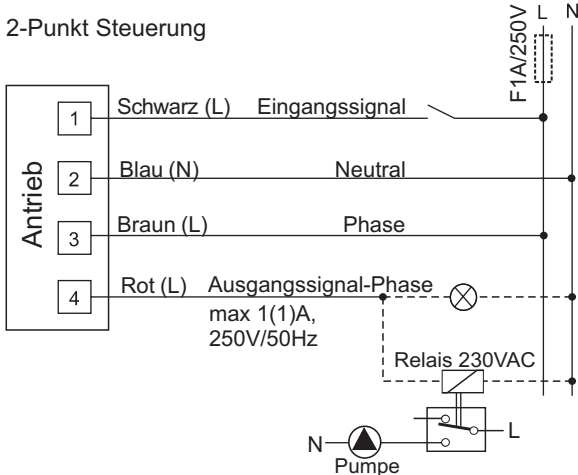 2-Punkt Steuerung
F1A/250V
L
N
Antrieb
1
Schwarz (L)
Eingangssignal
2
Blau (N)
Neutral
3
Braun (L)
Phase
4
Rot (L)
Ausgangssignal-Phase
max 1(1)A,
250V/50Hz
Relais 230VAC
L
N
Pumpe